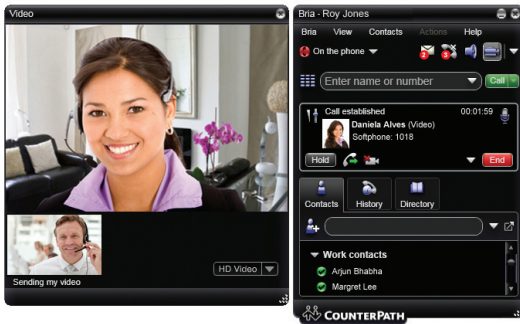 Video
HD Video
Sending my video
Bria - Roy Jones
Bria View Contacts Actions Help
On the phone
2 3
Enter name or number
Call
Call established 00:01:59
Daniela Alves (Video)
Softphone: 1018
Hold End
Contacts History Directory
Work contacts
Arjun Bhabha
Margret Lee
COUNTERPATH